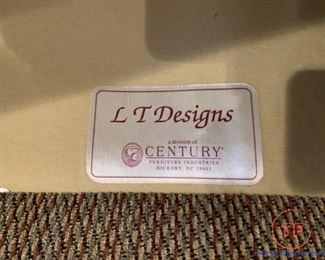 L T Designs
a division of
CENTURY®
FURNITURE INDUSTRIES
HICKORY, NC 28603